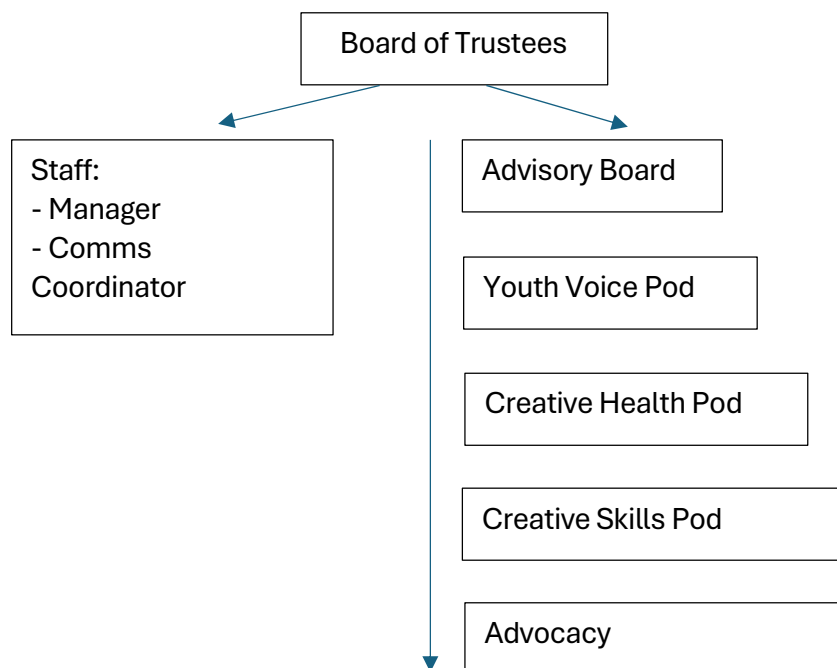 Board of Trustees
Staff:
- Manager
- Comms
Coordinator
Advisory Board
Youth Voice Pod
Creative Health Pod
Creative Skills Pod
Advocacy